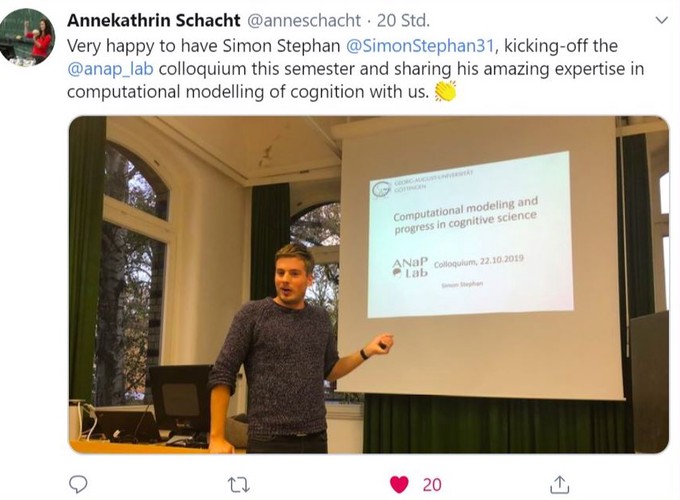 Annekathrin Schacht @anneschacht · 20 Std.
Very happy to have Simon Stephan @SimonStephan31, kicking-off the
@anap_lab colloquium this semester and sharing his amazing expertise in
computational modelling of cognition with us. 👏
GEORG-AUGUST-UNIVERSITÄT
GÖTTINGEN
Computational modeling and
progress in cognitive science
ANaP
Lab
Colloquium, 22.10.2019
Simon Stephan
20